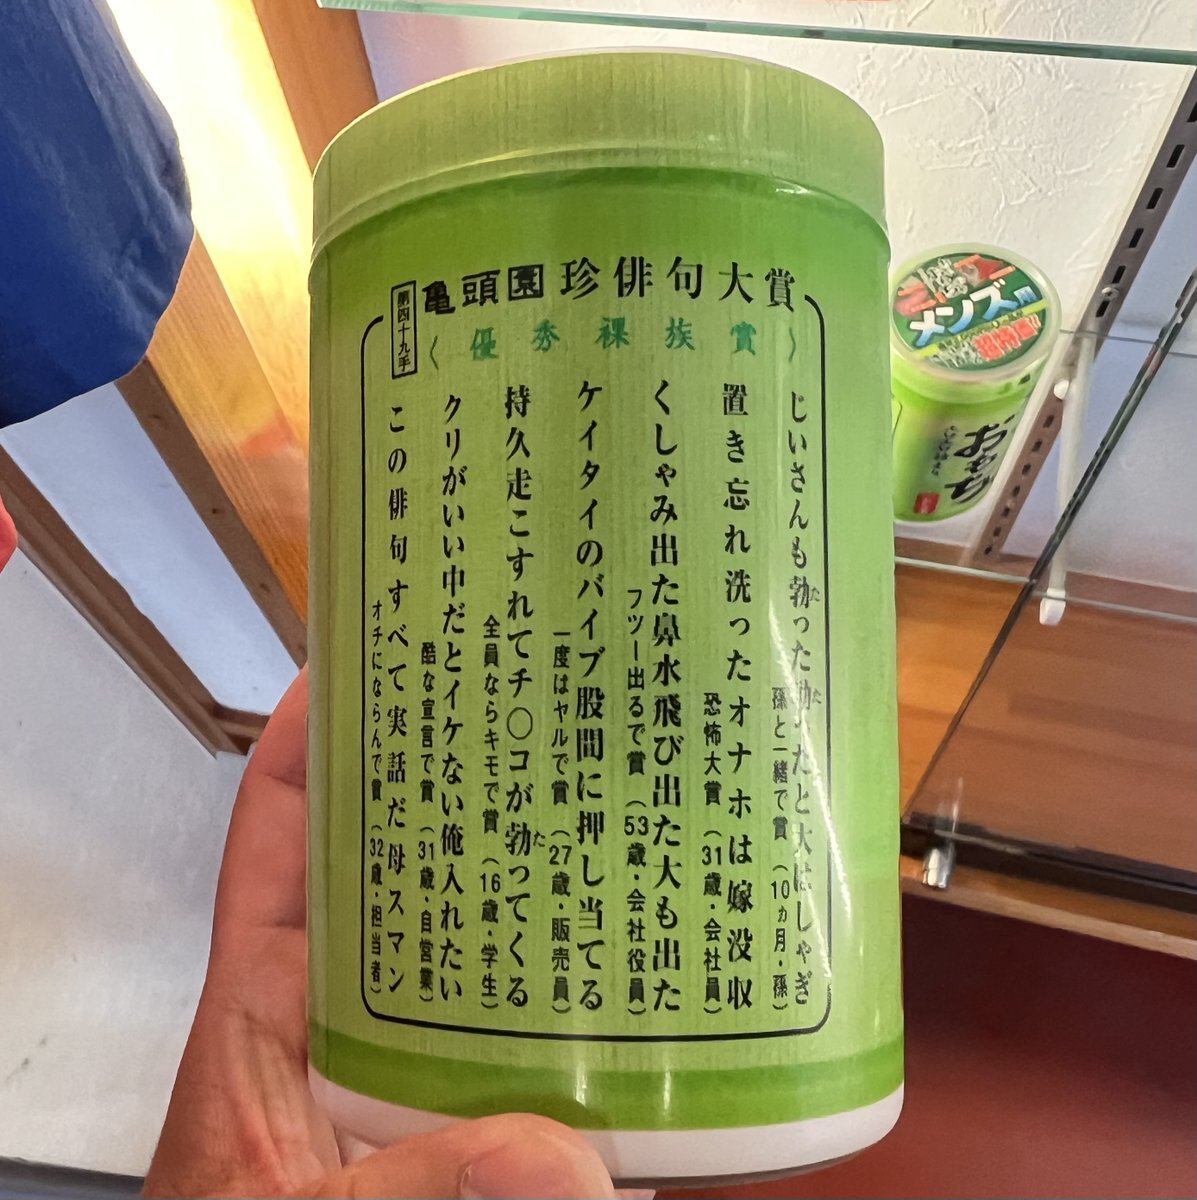 亀頭園珍俳句大賞
第四十九手
〈優秀裸族賞〉
じいさんも勃った勃ったと大はしゃぎ
孫と一緒で賞（10ヵ月・孫）
置き忘れ洗ったオナホは嫁没収
恐怖大賞（31歳・会社員）
くしゃみ出た鼻水飛び出た大も出た
フツー出るで賞（53歳・会社役員）
ケイタイのバイブ股間に押し当てる
一度はヤルで賞（27歳・販売員）
持久走こすれてチ〇コが勃ってくる
全員ならキモで賞（16歳・学生）
クリがいい中だとイケない俺入れたい
酷な宣言で賞（31歳・自営業）
この俳句すべて実話だ母スマン
オチにならんで賞（32歳・担当者）
メンズ用
超特濃!!
おもち